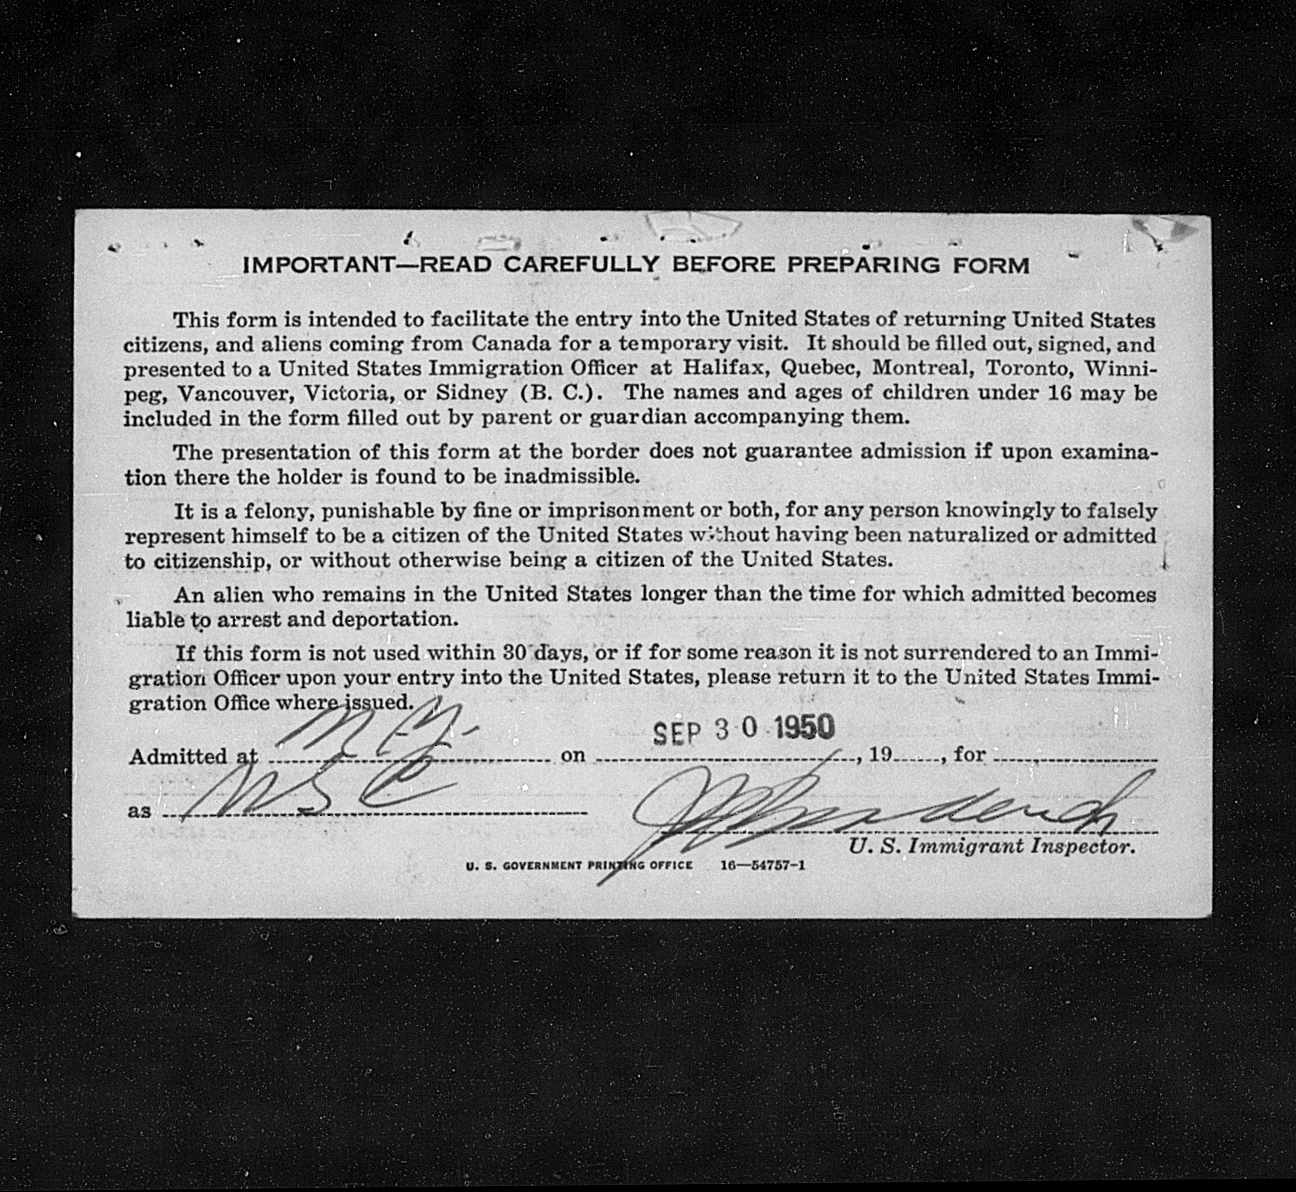 IMPORTANT—READ CAREFULLY BEFORE PREPARING FORM
This form is intended to facilitate the entry into the United States of returning United States
citizens, and aliens coming from Canada for a temporary visit. It should be filled out, signed, and
presented to a United States Immigration Officer at Halifax, Quebec, Montreal, Toronto, Winni-
peg, Vancouver, Victoria, or Sidney (B. C.). The names and ages of children under 16 may be
included in the form filled out by parent or guardian accompanying them.
The presentation of this form at the border does not guarantee admission if upon examina-
tion there the holder is found to be inadmissible.
It is a felony, punishable by fine or imprisonment or both, for any person knowingly to falsely
represent himself to be a citizen of the United States without having been naturalized or admitted
to citizenship, or without otherwise being a citizen of the United States.
An alien who remains in the United States longer than the time for which admitted becomes
liable to arrest and deportation.
If this form is not used within 30 days, or if for some reason it is not surrendered to an Immi-
gration Officer upon your entry into the United States, please return it to the United States Immi-
gration Office where issued.
Admitted at N.Y. on SEP 30 1950, 19, for
as USC
U. S. Immigrant Inspector.
U. S. GOVERNMENT PRINTING OFFICE 16—54757-1